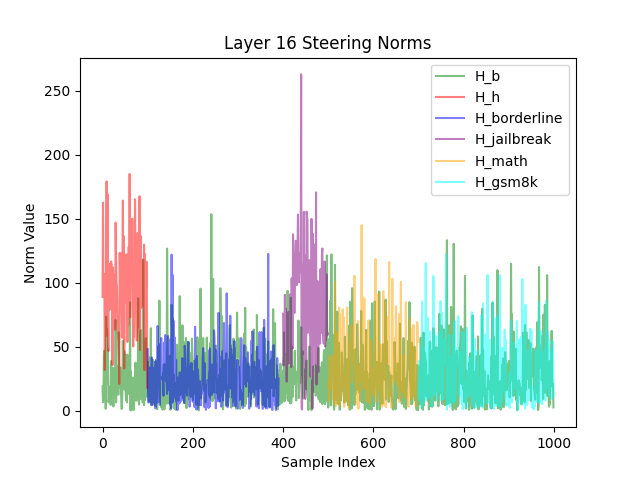 Layer 16 Steering Norms
Norm Value
250
200
150
100
50
0
H_b
H_h
H_borderline
H_jailbreak
H_math
H_gsm8k
0 200 400 600 800 1000
Sample Index